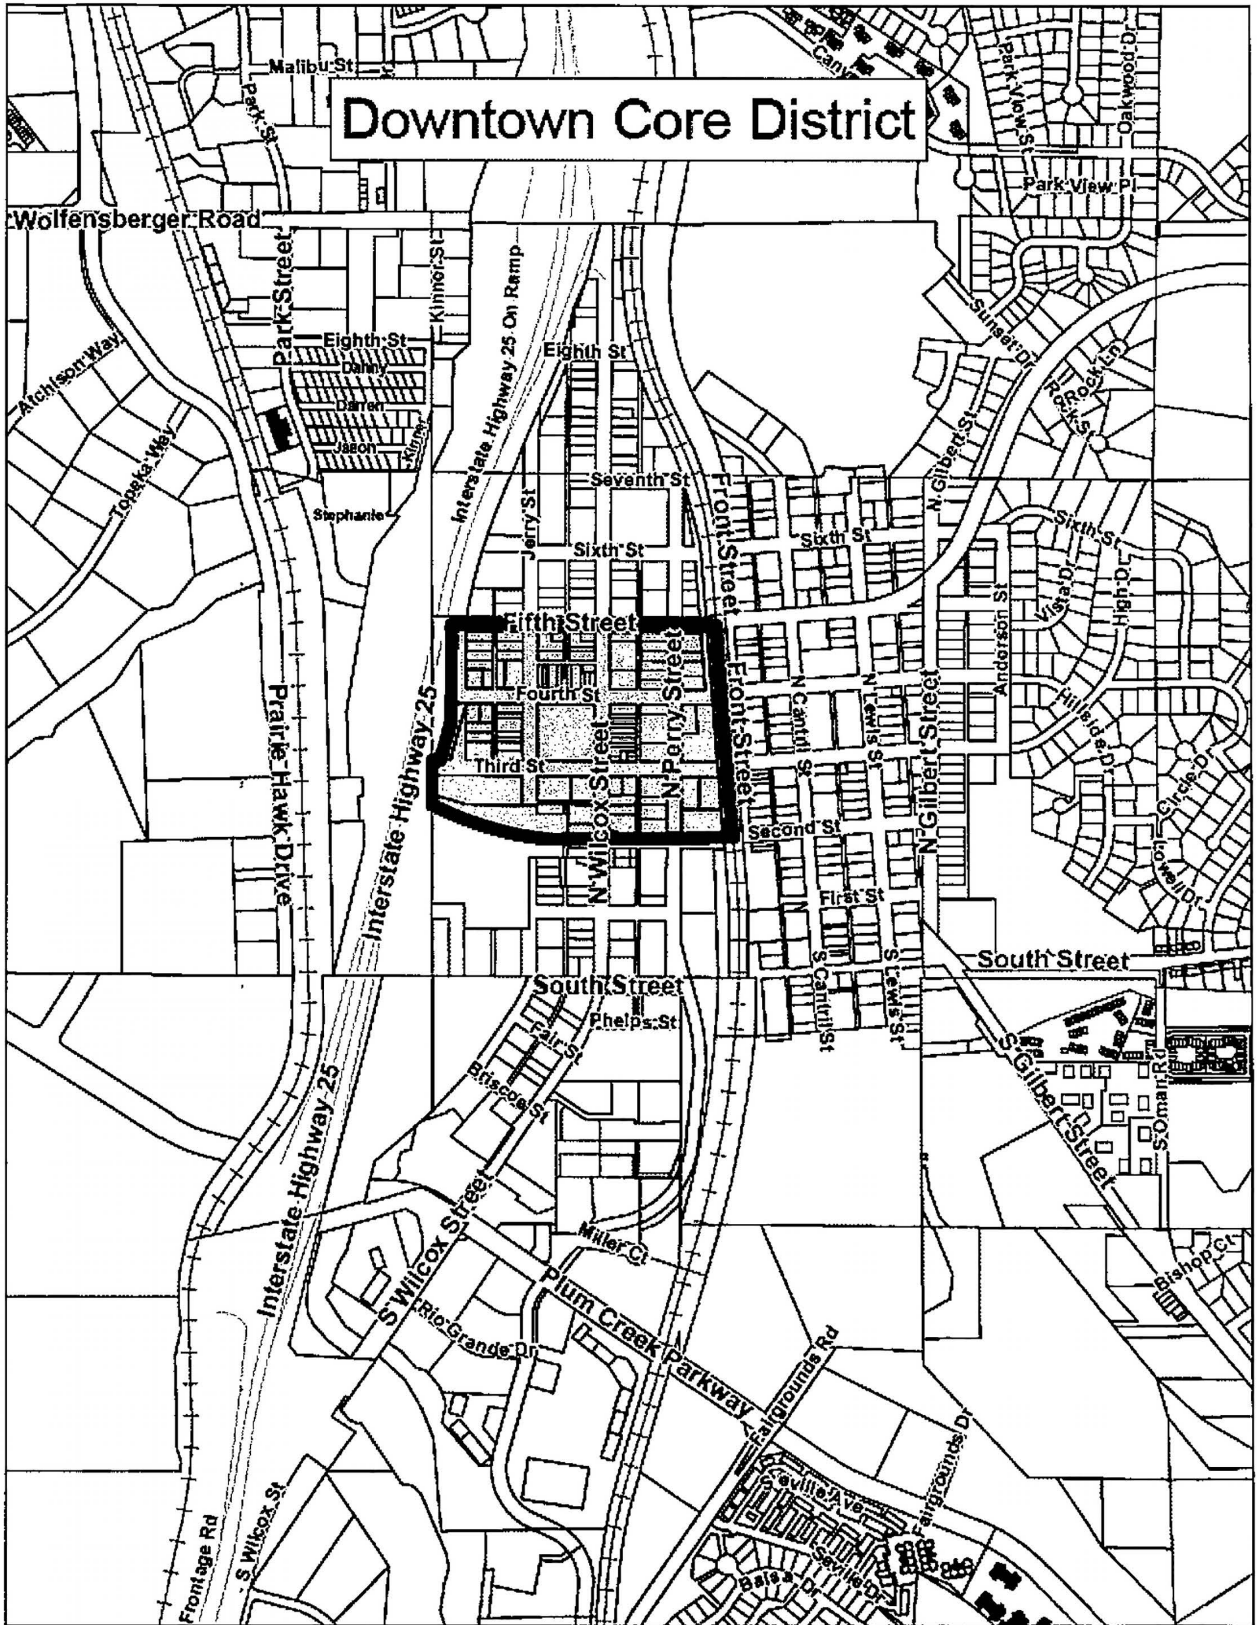 Malibu St
Park St
Downtown Core District
Park View St
Oakwood Dr
Park View Pl
Wolfensberger Road
Park Street
Kinner St
Interstate Highway 25 On Ramp
Sunset Dr
Eighth St
Danny
Darren
Jason
Kinner
Eighth St
Atchison Way
Topeka Way
Rock Ln
Rock St
N Gilbert St
Stephanie
Seventh St
Jerry St
Front Street
Sixth St
Sixth St
Sixth St
Vista Dr
High Dr
Anderson St
Fifth Street
Fourth St
N Perry Street
Front Street
N Cantril St
N Lewis St
N Gilbert Street
Hillside Dr
Circle Dr
Lowell Dr
Prairie Hawk Drive
Interstate Highway 25
Third St
N Wilcox Street
Second St
First St
South Street
South Street
Phelps St
Fair St
Briscoe St
S Cantril St
S Lewis St
S Gilbert Street
S Oman Rd
Interstate Highway 25
S Wilcox Street
Miller Ct
Plum Creek Parkway
Rio Grande Dr
Bishop Ct
Fairgrounds Rd
Fairgrounds Dr
Seville Ave
Seville Dr
Balsa Dr
Frontage Rd
S Wilcox St